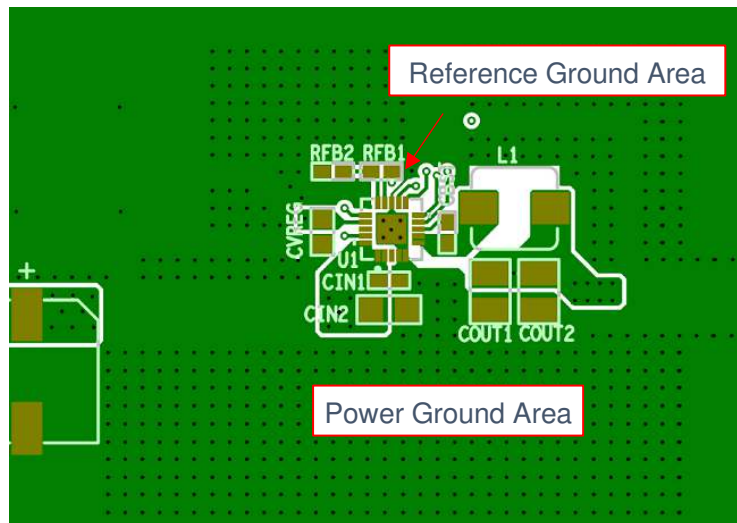 Reference Ground Area
RFB2 RFB1
L1
CVREG
+
U1
CIN1
CIN2
COUT1 COUT2
Power Ground Area